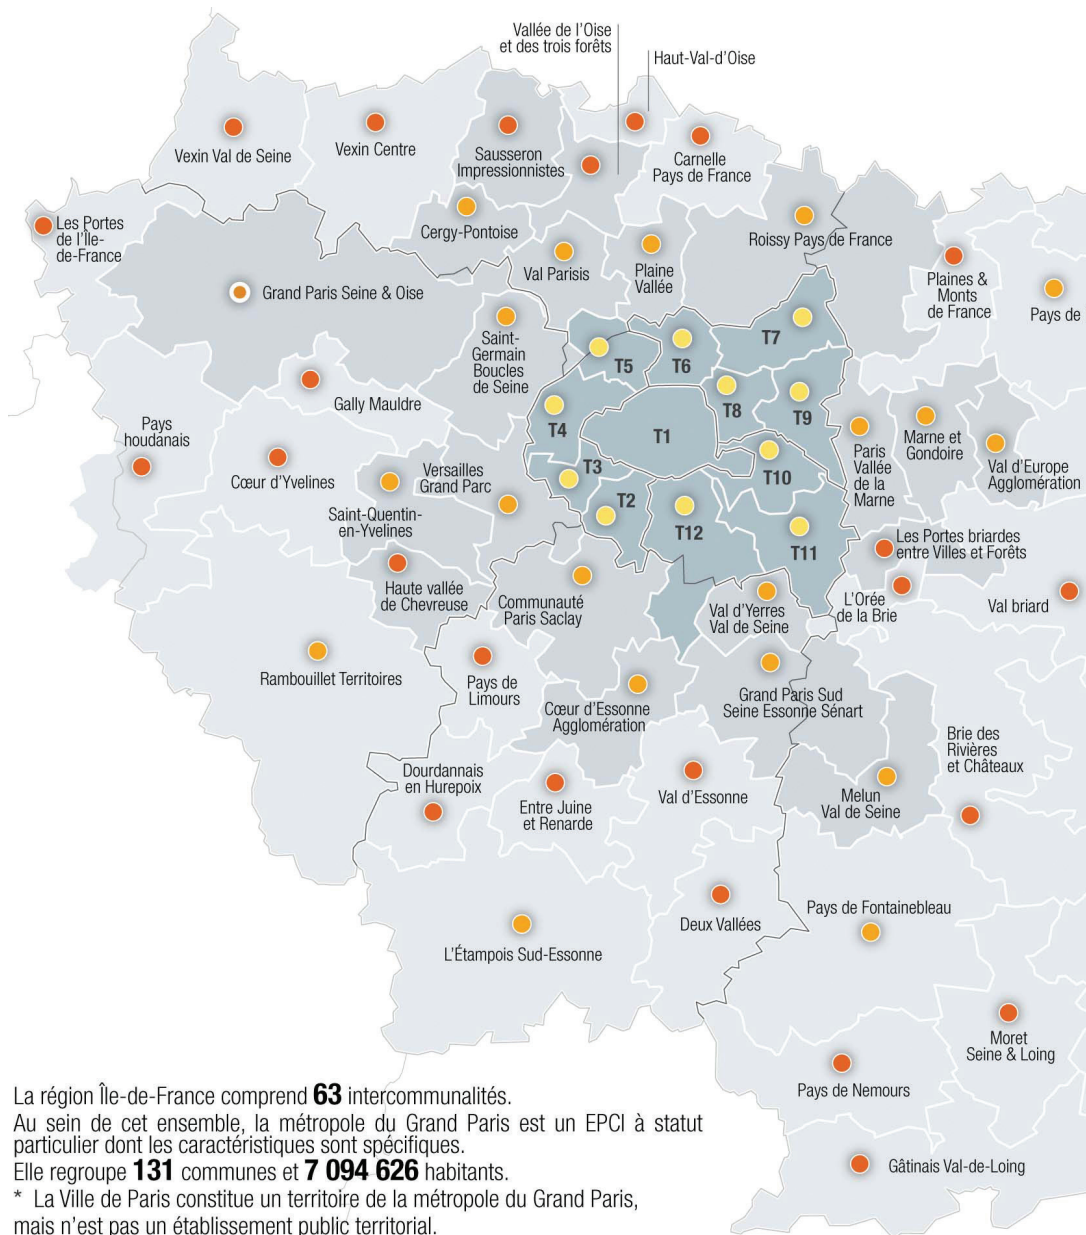 Vallée de l'Oise
et des trois forêts
Haut-Val-d'Oise
Vexin Val de Seine
Vexin Centre
Sausseron
Impressionnistes
Carnelle
Pays de France
Les Portes
de l'Île-
de-France
Cergy-Pontoise
Val Parisis
Plaine
Vallée
Roissy Pays de France
Plaines &
Monts
de France
Pays de
Grand Paris Seine & Oise
Saint-
Germain
Boucles
de Seine
T5
T6
T7
Gally Mauldre
T8
T9
T4
T1
Pays
houdanais
Cœur d'Yvelines
Versailles
Grand Parc
T3
T10
Paris
Vallée
de la
Marne
Marne et
Gondoire
Val d'Europe
Agglomération
Saint-Quentin-
en-Yvelines
T2
T12
T11
Les Portes briardes
entre Villes et Forêts
Haute vallée
de Chevreuse
Communauté
Paris Saclay
Val d'Yerres
Val de Seine
L'Orée
de la Brie
Val briard
Rambouillet Territoires
Pays de
Limours
Cœur d'Essonne
Agglomération
Grand Paris Sud
Seine Essonne Sénart
Brie des
Rivières
et Châteaux
Dourdannais
en Hurepoix
Entre Juine
et Renarde
Val d'Essonne
Melun
Val de Seine
Deux Vallées
Pays de Fontainebleau
L'Étampois Sud-Essonne
Moret
Seine & Loing
Pays de Nemours
Gâtinais Val-de-Loing
La région Île-de-France comprend 63 intercommunalités.
Au sein de cet ensemble, la métropole du Grand Paris est un EPCI à statut
particulier dont les caractéristiques sont spécifiques.
Elle regroupe 131 communes et 7 094 626 habitants.
* La Ville de Paris constitue un territoire de la métropole du Grand Paris,
mais n'est pas un établissement public territorial.